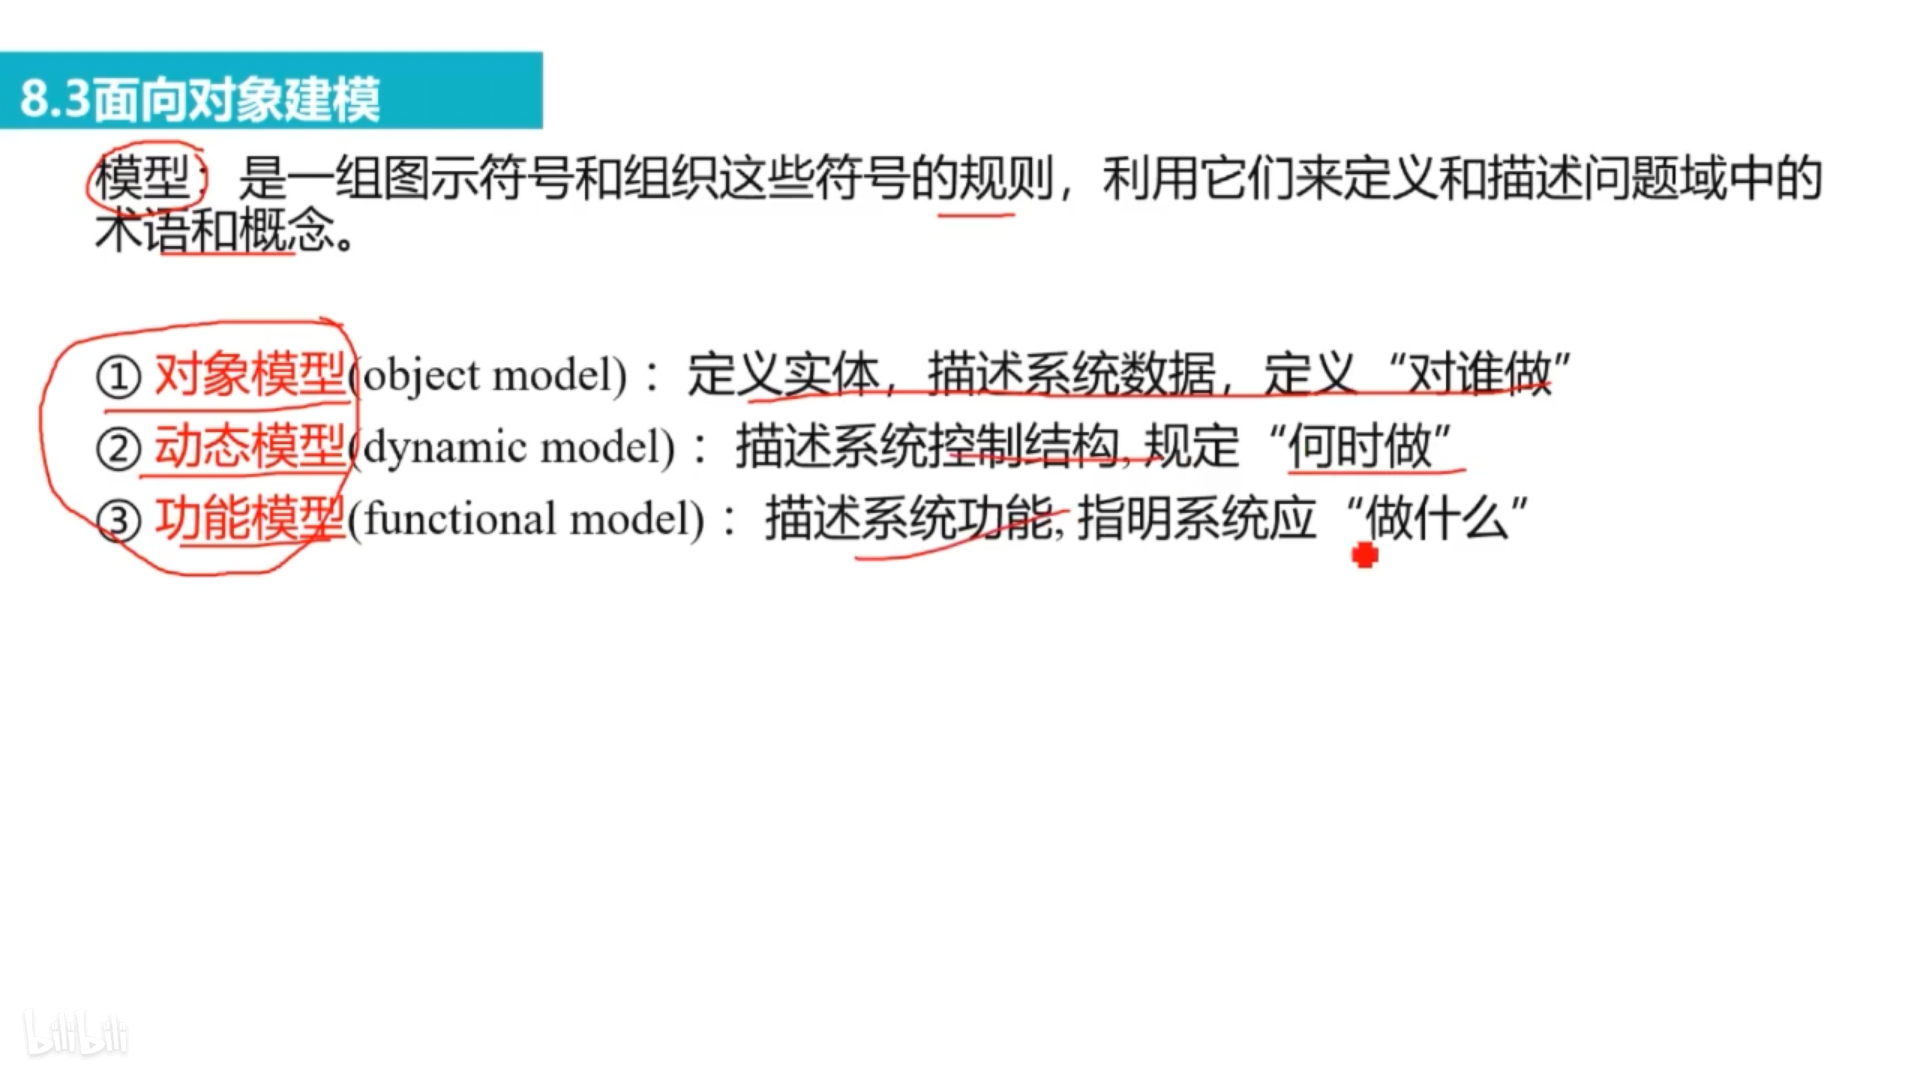 8.3面向对象建模
模型：是一组图示符号和组织这些符号的规则，利用它们来定义和描述问题域中的
术语和概念。
① 对象模型(object model)：定义实体，描述系统数据，定义“对谁做”
② 动态模型(dynamic model)：描述系统控制结构, 规定“何时做”
③ 功能模型(functional model)：描述系统功能, 指明系统应“做什么”
bilibili